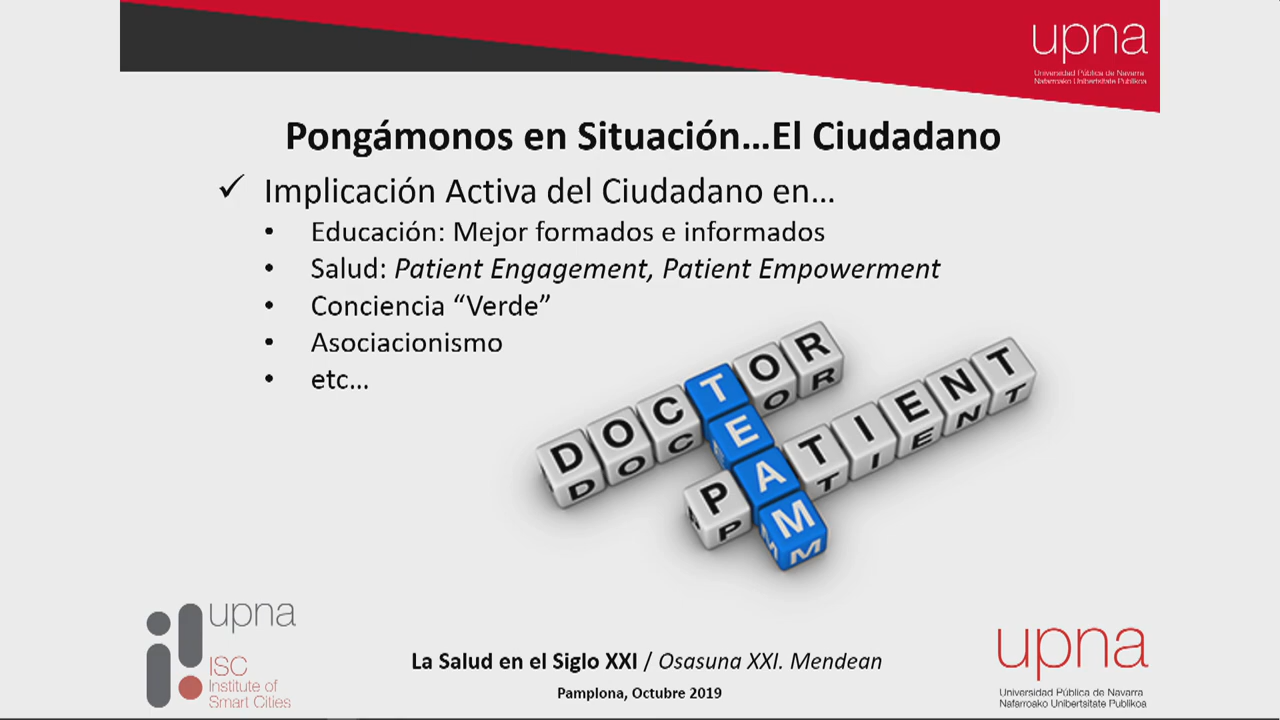 upna
Universidad Pública de Navarra
Nafarroako Unibertsitate Publikoa
Pongámonos en Situación...El Ciudadano
✓ Implicación Activa del Ciudadano en...
• Educación: Mejor formados e informados
• Salud: Patient Engagement, Patient Empowerment
• Conciencia “Verde”
• Asociacionismo
• etc...
DOCTOR
TEAM
PATIENT
upna
ISC
Institute of
Smart Cities
La Salud en el Siglo XXI / Osasuna XXI. Mendean
Pamplona, Octubre 2019
upna
Universidad Pública de Navarra
Nafarroako Unibertsitate Publikoa